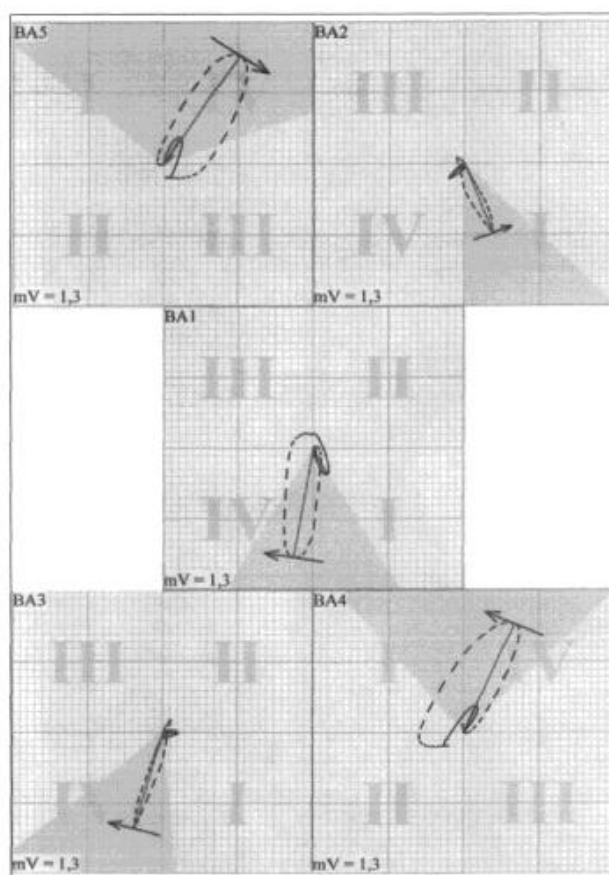 BA5
I
II III
mV = 1,3
BA2
III II
IV I
mV = 1,3
BA1
III II
IV I
mV = 1,3
BA3
III II
IV I
mV = 1,3
BA4
I V
II III
mV = 1,3